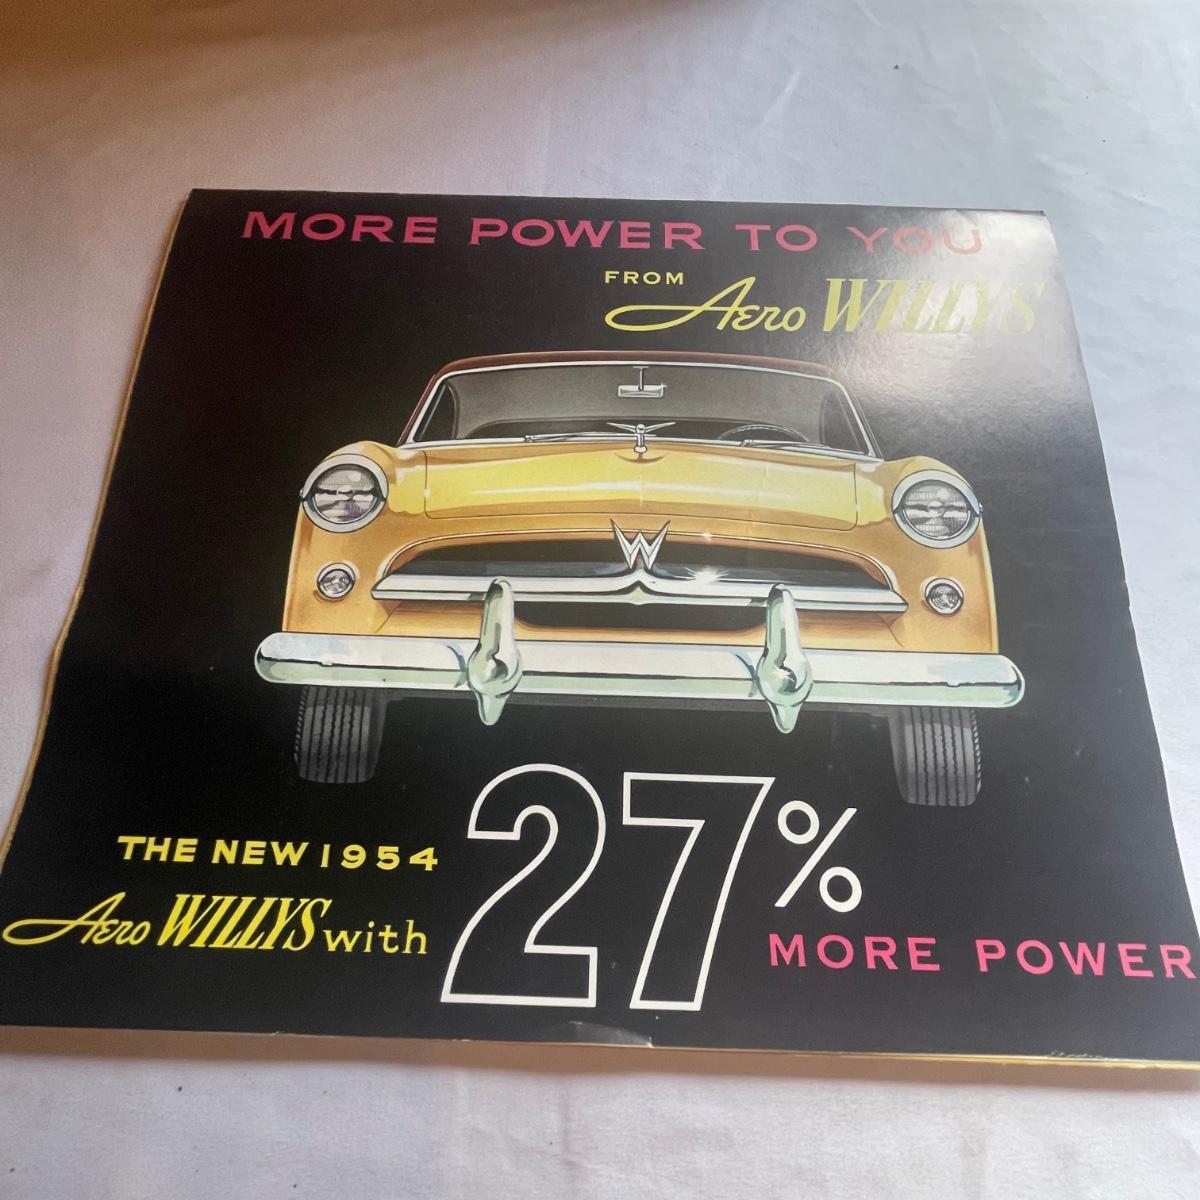 MORE POWER TO YOU
FROM
Aero WILLYS
W
THE NEW 1954
Aero WILLYS with
27%
MORE POWER